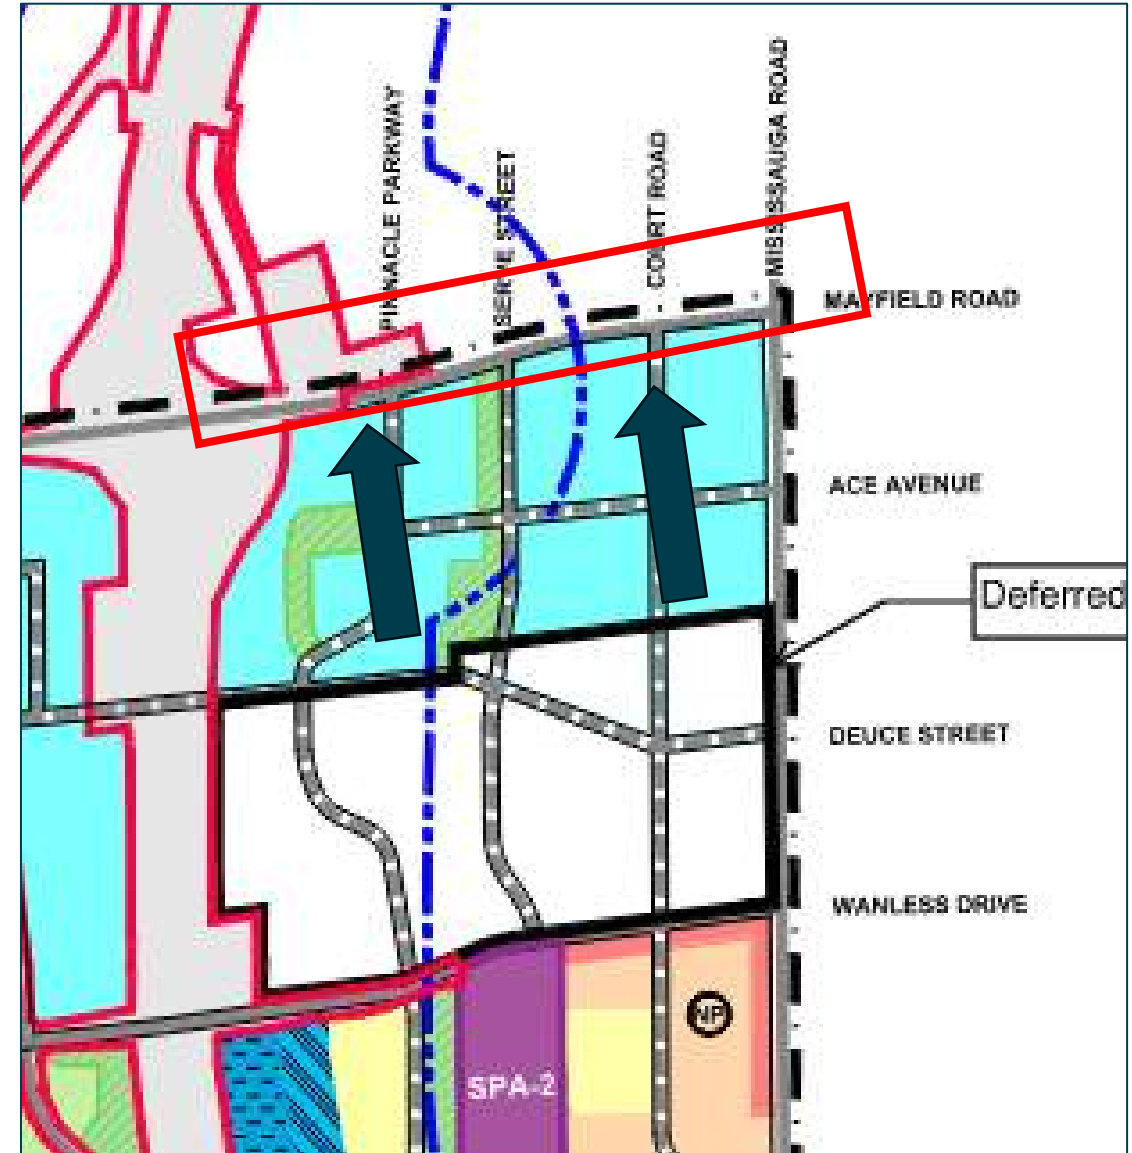 PINNACLE PARKWAY
SERVE STREET
COURT ROAD
MISSISSAUGA ROAD
MAYFIELD ROAD
ACE AVENUE
Deferred
DEUCE STREET
WANLESS DRIVE
NP
SPA-2